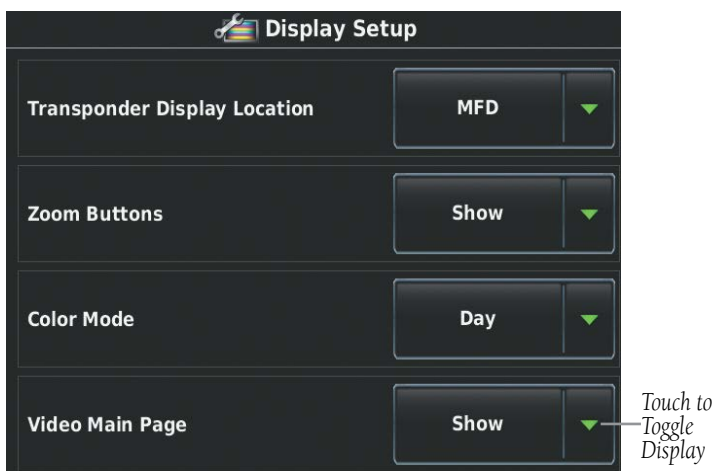 Display Setup
Transponder Display Location MFD
Zoom Buttons Show
Color Mode Day
Video Main Page Show
Touch to
Toggle
Display